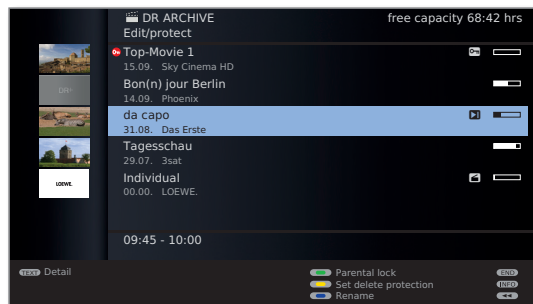 DR ARCHIVE free capacity 68:42 hrs
Edit/protect
Top-Movie 1
15.09. Sky Cinema HD
DR+
Bon(n) jour Berlin
14.09. Phoenix
da capo
31.08. Das Erste
Tagesschau
29.07. 3sat
LOEWE.
Individual
00.00. LOEWE.
09:45 - 10:00
TEXT Detail
Parental lock END
Set delete protection INFO
Rename